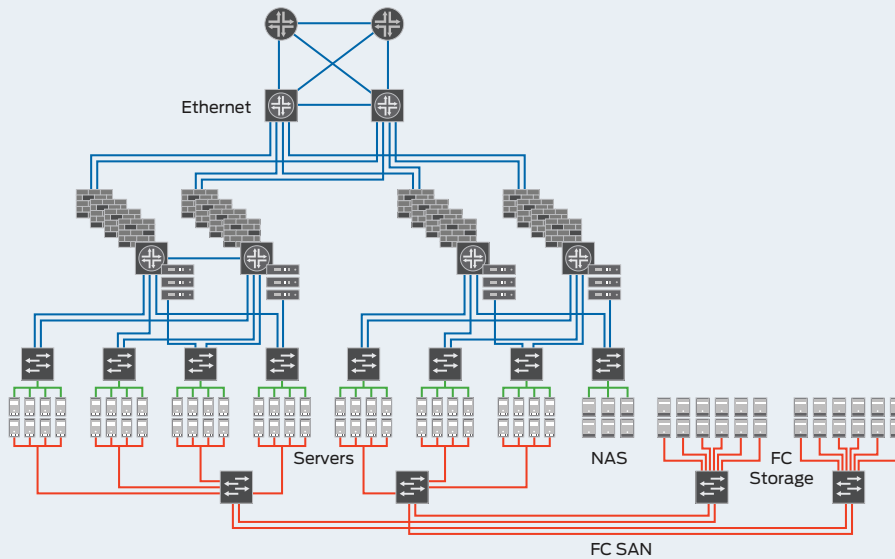 Ethernet
Servers
NAS
FC
Storage
FC SAN